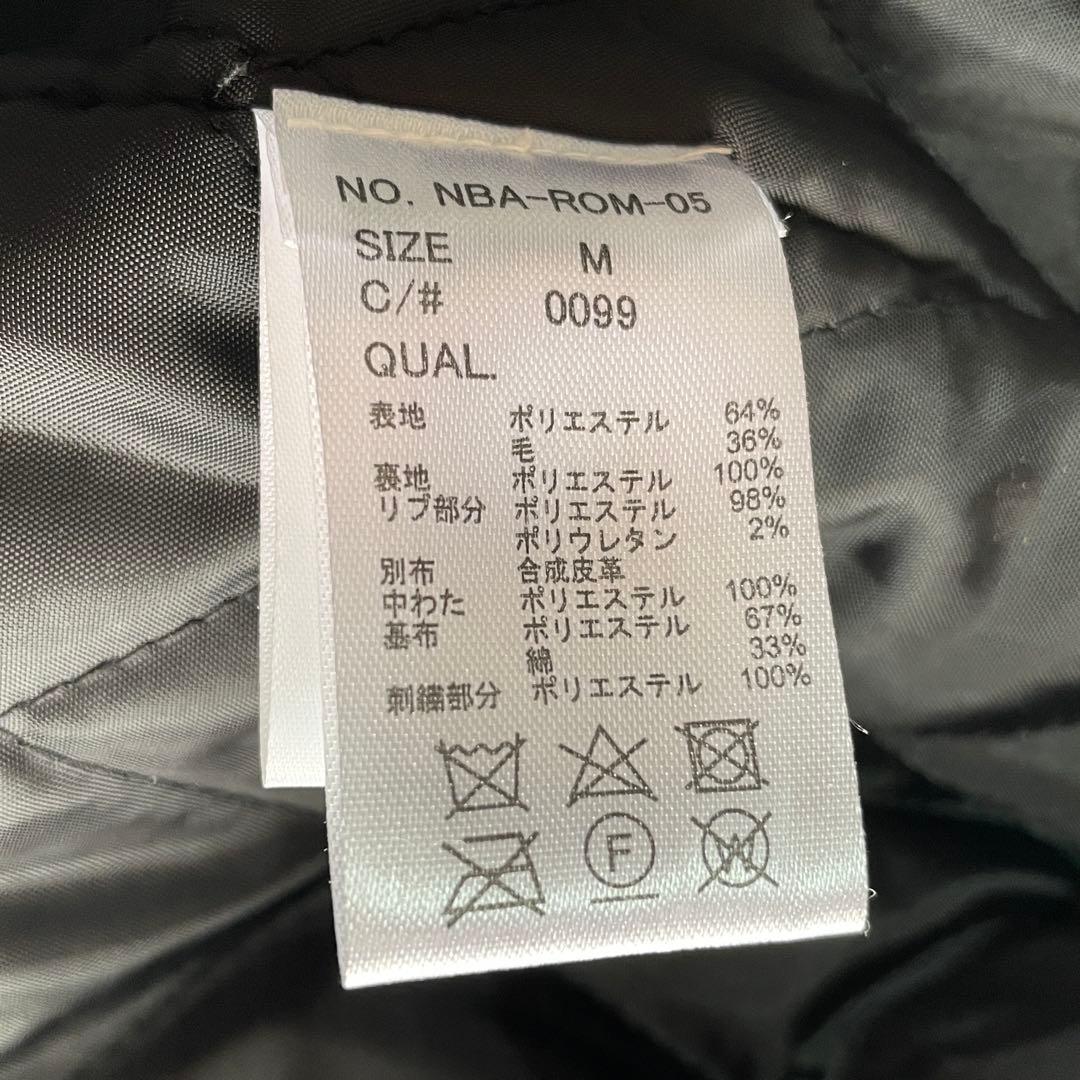 NO. NBA-ROM-05
SIZE M
C/# 0099
QUAL.
表地 ポリエステル 64%
毛 36%
裏地 ポリエステル 100%
リブ部分 ポリエステル 98%
ポリウレタン 2%
別布 合成皮革
中わた ポリエステル 100%
基布 ポリエステル 67%
綿 33%
刺繍部分 ポリエステル 100%
F
W